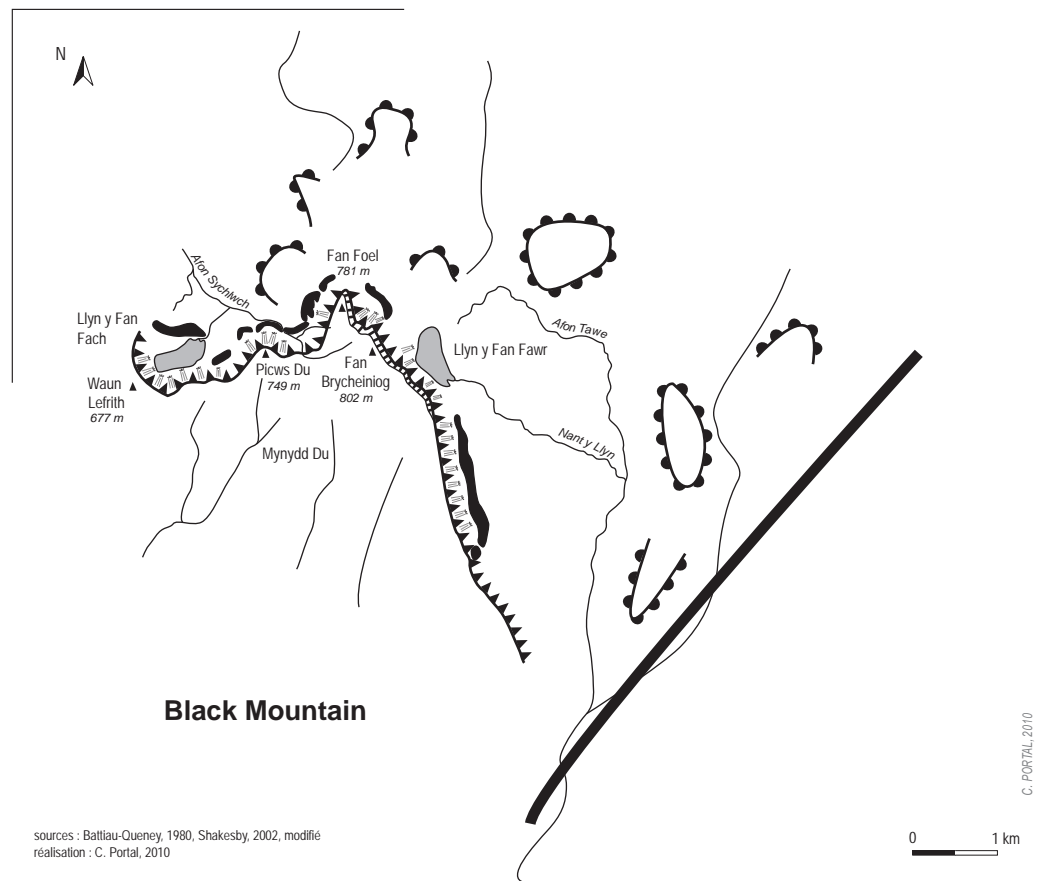 N
Afon Sychlwch
Fan Foel
781 m
Llyn y Fan
Fach
Afon Tawe
Llyn y Fan Fawr
Waun
Lefrith
677 m
Picws Du
749 m
Fan
Brycheiniog
802 m
Nant y Llyn
Mynydd Du
Black Mountain
C. PORTAL, 2010
sources : Battiau-Queney, 1980, Shakesby, 2002, modifié
réalisation : C. Portal, 2010
0 1 km